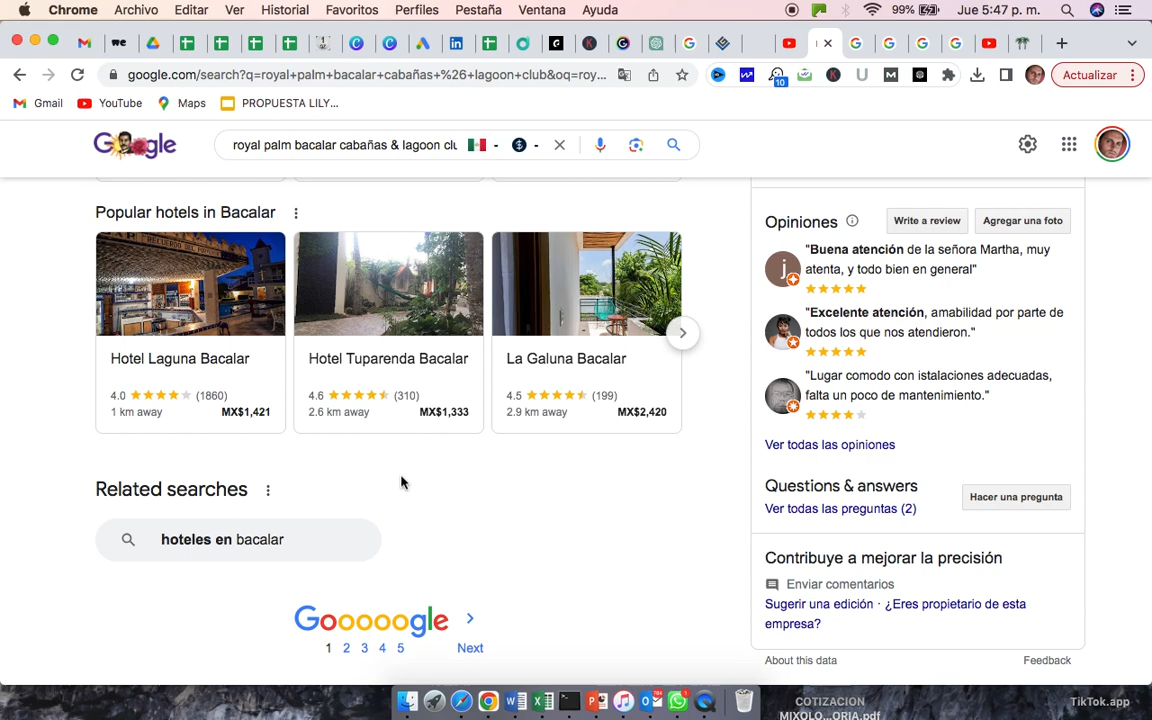 Chrome Archivo Editar Ver Historial Favoritos Perfiles Pestaña Ventana Ayuda 99% Jue 5:47 p. m.
google.com/search?q=royal+palm+bacalar+cabañas+%26+lagoon+club&oq=roy... 10 Actualizar
Gmail YouTube Maps PROPUESTA LILY...
royal palm bacalar cabañas & lagoon clu
Popular hotels in Bacalar
Hotel Laguna Bacalar
4.0 (1860)
1 km away MX$1,421
Hotel Tuparenda Bacalar
4.6 (310)
2.6 km away MX$1,333
La Galuna Bacalar
4.5 (199)
2.9 km away MX$2,420
Related searches
hoteles en bacalar
Gooooogle
1 2 3 4 5 Next
Opiniones Write a review Agregar una foto
"Buena atención de la señora Martha, muy
atenta, y todo bien en general"
"Excelente atención, amabilidad por parte de
todos los que nos atendieron."
"Lugar comodo con istalaciones adecuadas,
falta un poco de mantenimiento."
Ver todas las opiniones
Questions & answers
Ver todas las preguntas (2)
Hacer una pregunta
Contribuye a mejorar la precisión
Enviar comentarios
Sugerir una edición · ¿Eres propietario de esta
empresa?
About this data Feedback
COTIZACION
MIXOLO...ORIA.pdf
TikTok.app